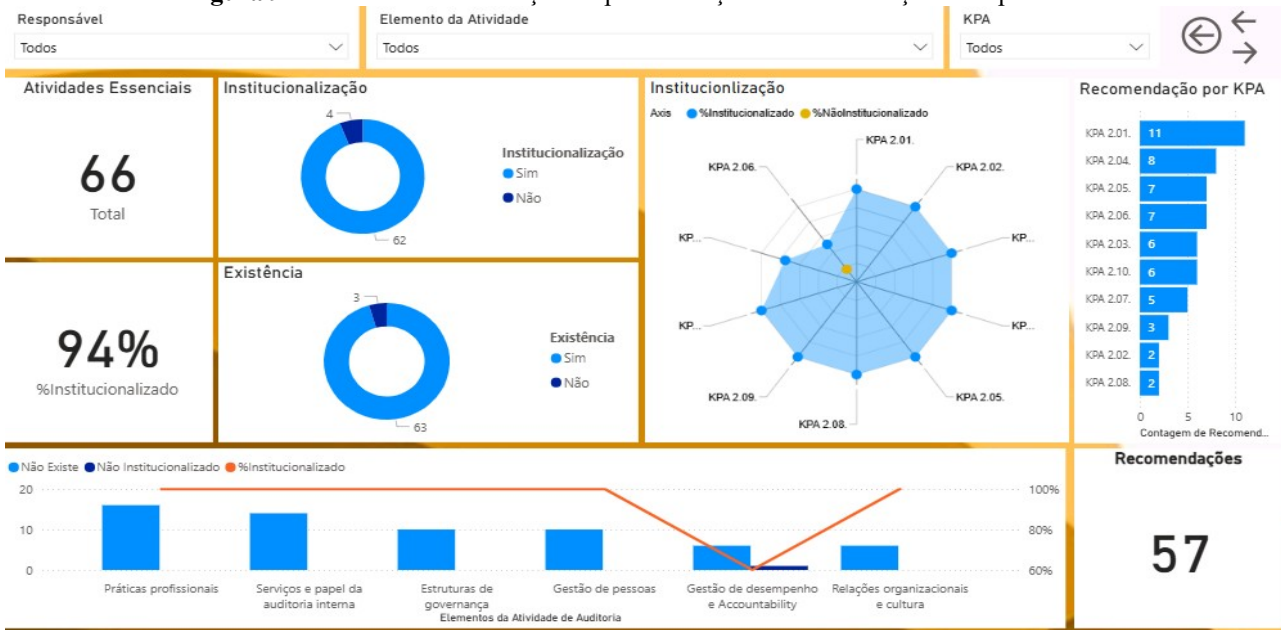 Responsável
Todos
Elemento da Atividade
Todos
KPA
Todos
Atividades Essenciais
66
Total
94%
%Institucionalizado
Institucionalização
4
62
Institucionalização
Sim
Não
Existência
3
63
Existência
Sim
Não
Institucionlização
Axis %Institucionalizado %NãoInstitucionalizado
KPA 2.01.
KPA 2.02.
KP...
KP...
KPA 2.05.
KPA 2.08.
KPA 2.09.
KP...
KP...
KPA 2.06.
Recomendação por KPA
KPA 2.01. 11
KPA 2.04. 8
KPA 2.05. 7
KPA 2.06. 7
KPA 2.03. 6
KPA 2.10. 6
KPA 2.07. 5
KPA 2.09. 3
KPA 2.02. 2
KPA 2.08. 2
0 5 10
Contagem de Recomend...
Não Existe Não Institucionalizado %Institucionalizado
20 100%
10 80%
0 60%
Práticas profissionais
Serviços e papel da
auditoria interna
Estruturas de
governança
Gestão de pessoas
Gestão de desempenho
e Accountability
Relações organizacionais
e cultura
Elementos da Atividade de Auditoria
Recomendações
57